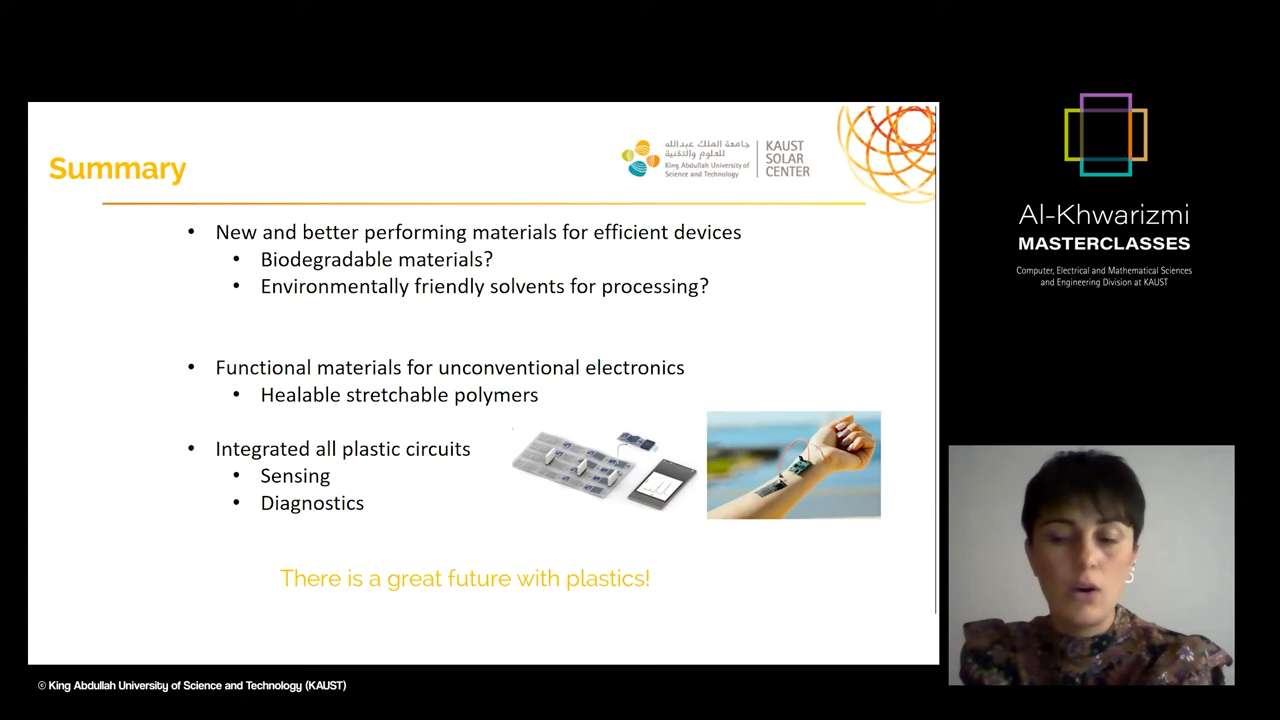 Summary
جامعة الملك عبدالله
للعلوم والتقنية
King Abdullah University of
Science and Technology
KAUST
SOLAR
CENTER
• New and better performing materials for efficient devices
• Biodegradable materials?
• Environmentally friendly solvents for processing?
• Functional materials for unconventional electronics
• Healable stretchable polymers
• Integrated all plastic circuits
• Sensing
• Diagnostics
There is a great future with plastics!
© King Abdullah University of Science and Technology (KAUST)
Al-Khwarizmi
MASTERCLASSES
Computer, Electrical and Mathematical Sciences
and Engineering Division at KAUST